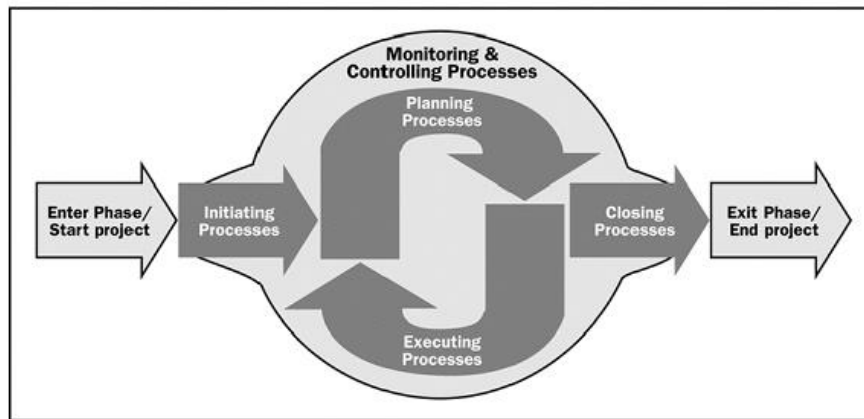 Monitoring &
Controlling Processes
Planning
Processes
Enter Phase/
Start project
Initiating
Processes
Closing
Processes
Exit Phase/
End project
Executing
Processes